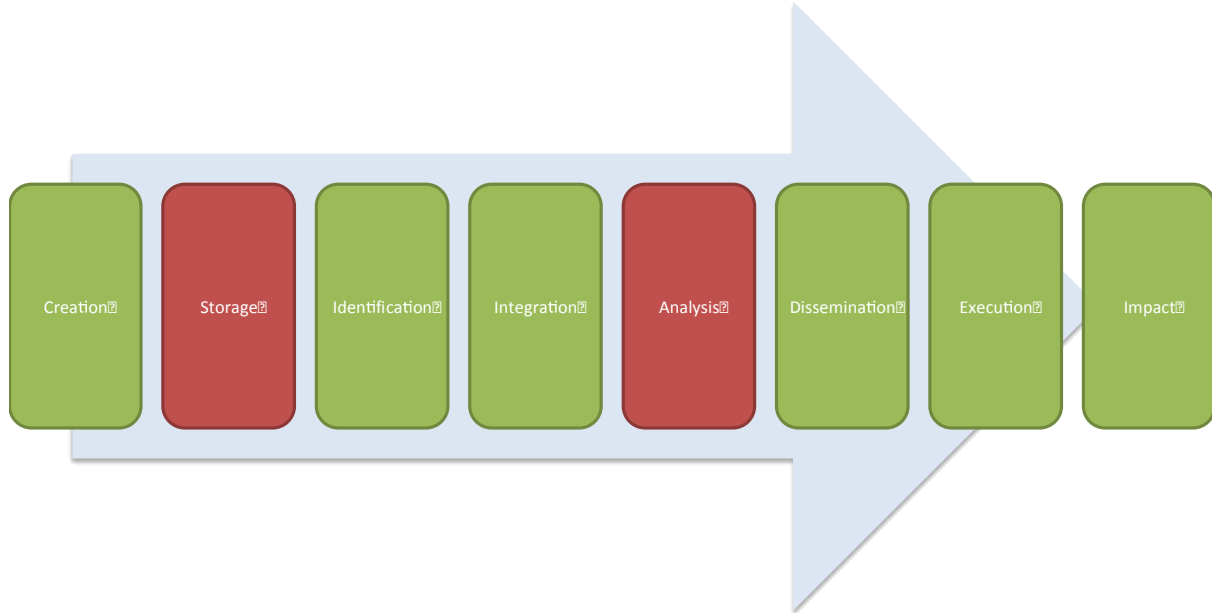 Creation
Storage
Identification
Integration
Analysis
Dissemination
Execution
Impact